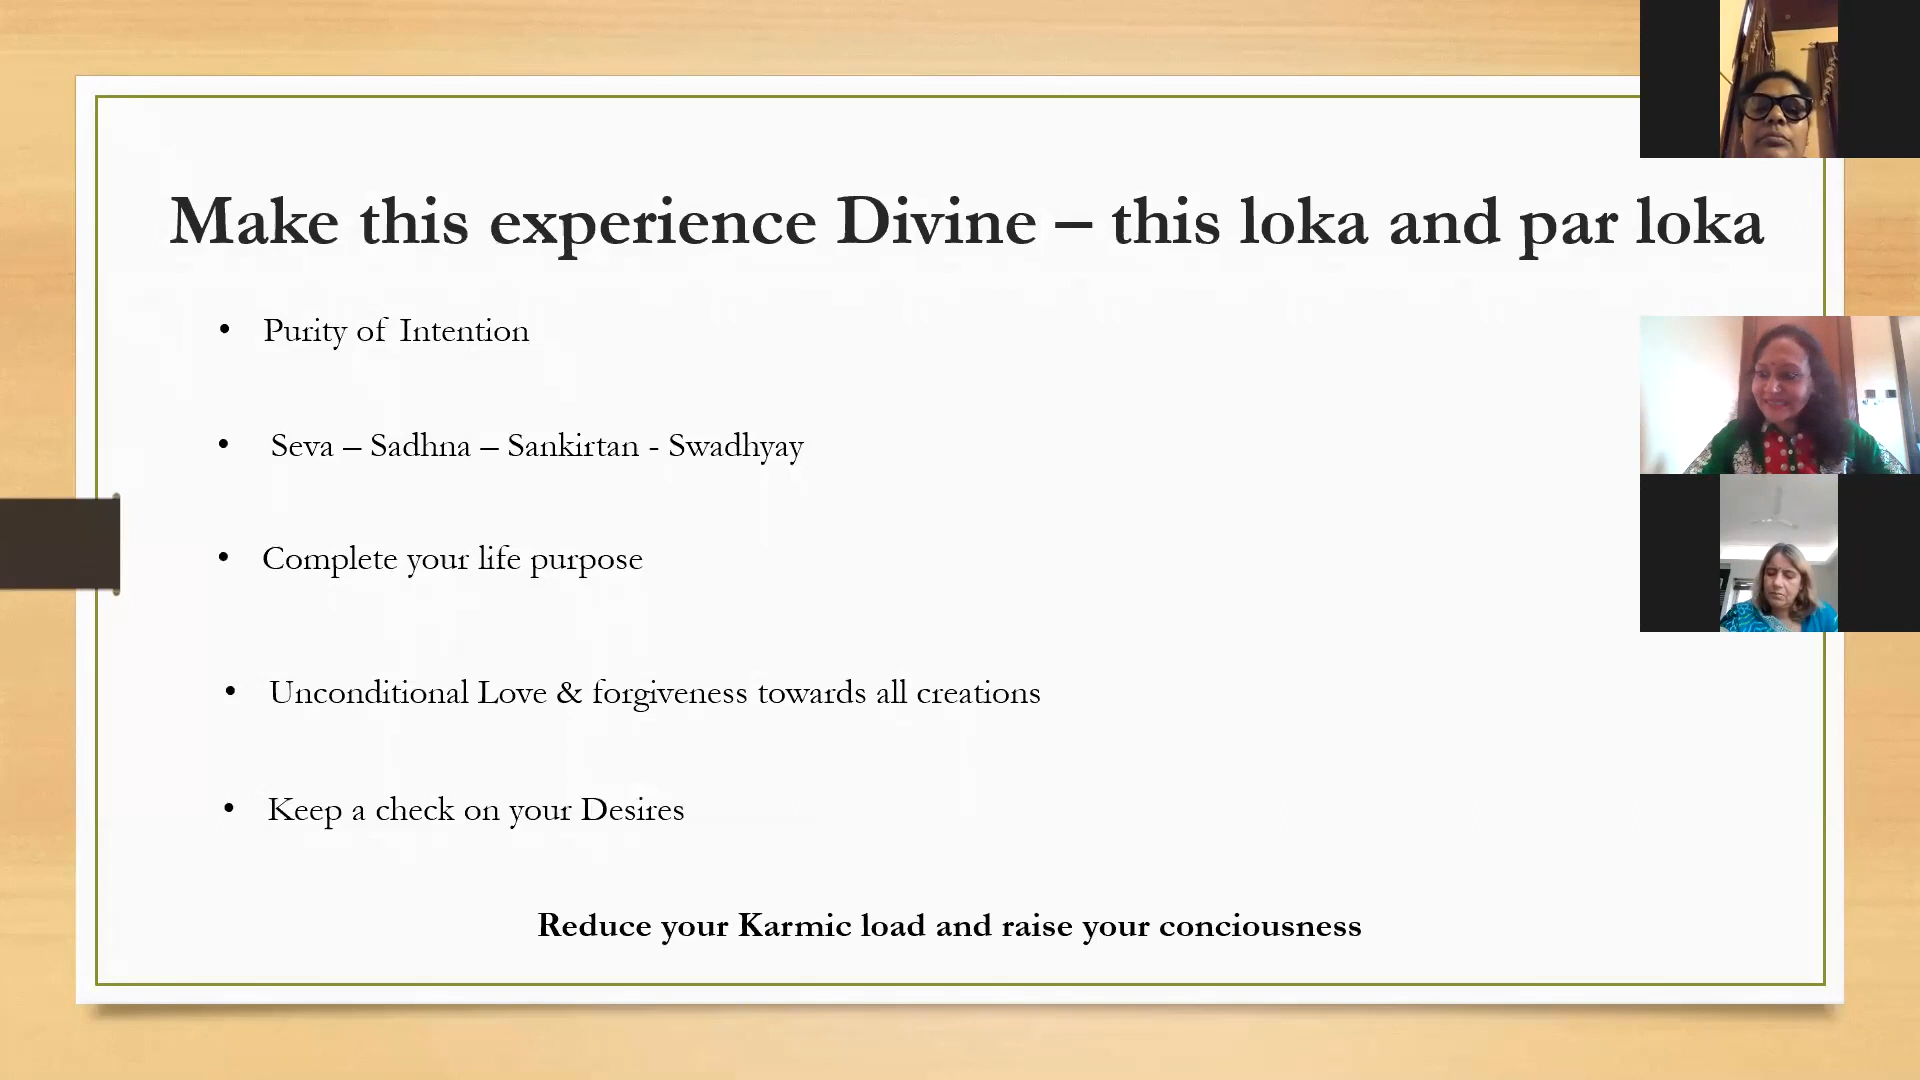 Make this experience Divine – this loka and par loka
• Purity of Intention
• Seva – Sadhna – Sankirtan - Swadhyay
• Complete your life purpose
• Unconditional Love & forgiveness towards all creations
• Keep a check on your Desires
Reduce your Karmic load and raise your conciousness